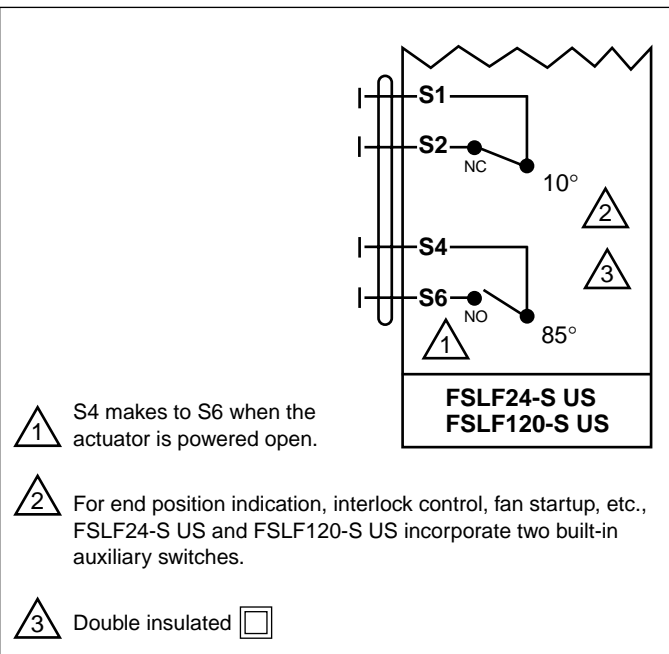 S1
S2
NC
10°
2
S4
3
S6
NO
1
85°
FSLF24-S US
FSLF120-S US
1
S4 makes to S6 when the
actuator is powered open.
2
For end position indication, interlock control, fan startup, etc.,
FSLF24-S US and FSLF120-S US incorporate two built-in
auxiliary switches.
3
Double insulated